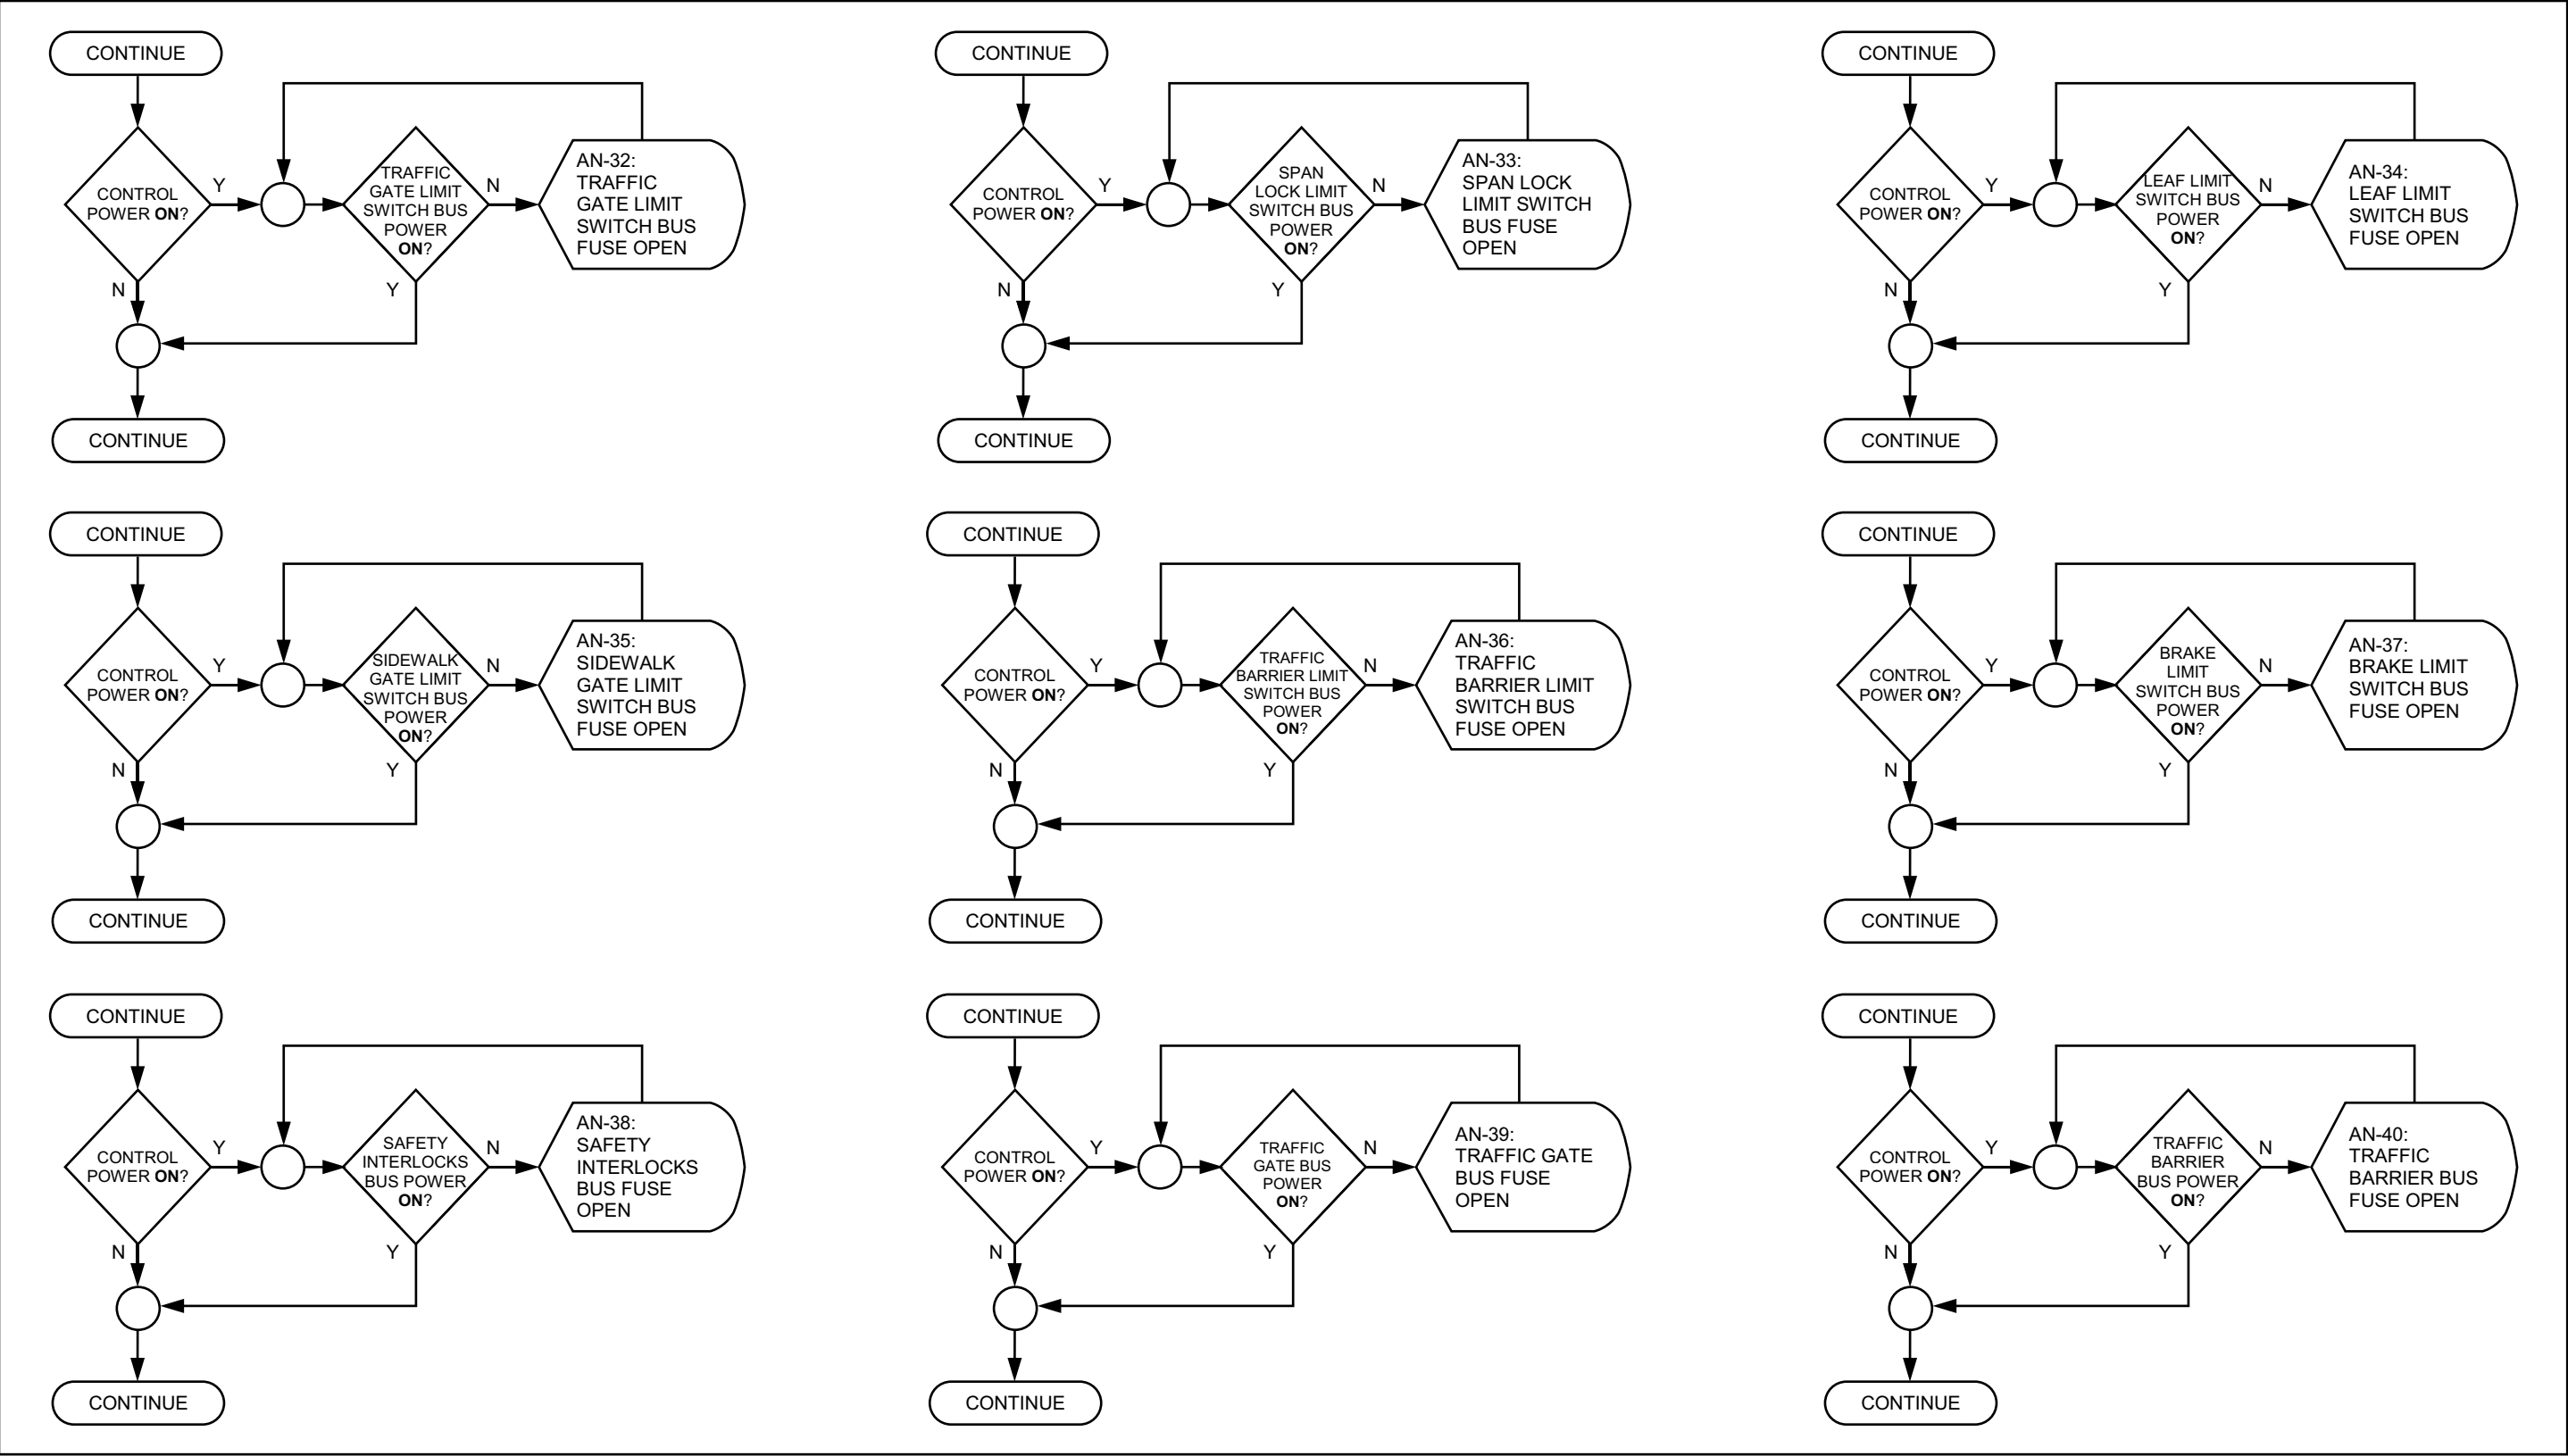 CONTINUE
CONTROL
POWER ON?
Y
N
TRAFFIC
GATE LIMIT
SWITCH BUS
POWER
ON?
N
Y
AN-32:
TRAFFIC
GATE LIMIT
SWITCH BUS
FUSE OPEN
CONTINUE
CONTINUE
CONTROL
POWER ON?
Y
N
SPAN
LOCK LIMIT
SWITCH BUS
POWER
ON?
N
Y
AN-33:
SPAN LOCK
LIMIT SWITCH
BUS FUSE
OPEN
CONTINUE
CONTINUE
CONTROL
POWER ON?
Y
N
LEAF LIMIT
SWITCH BUS
POWER
ON?
N
Y
AN-34:
LEAF LIMIT
SWITCH BUS
FUSE OPEN
CONTINUE
CONTINUE
CONTROL
POWER ON?
Y
N
SIDEWALK
GATE LIMIT
SWITCH BUS
POWER
ON?
N
Y
AN-35:
SIDEWALK
GATE LIMIT
SWITCH BUS
FUSE OPEN
CONTINUE
CONTINUE
CONTROL
POWER ON?
Y
N
TRAFFIC
BARRIER LIMIT
SWITCH BUS
POWER
ON?
N
Y
AN-36:
TRAFFIC
BARRIER LIMIT
SWITCH BUS
FUSE OPEN
CONTINUE
CONTINUE
CONTROL
POWER ON?
Y
N
BRAKE
LIMIT
SWITCH BUS
POWER
ON?
N
Y
AN-37:
BRAKE LIMIT
SWITCH BUS
FUSE OPEN
CONTINUE
CONTINUE
CONTROL
POWER ON?
Y
N
SAFETY
INTERLOCKS
BUS POWER
ON?
N
Y
AN-38:
SAFETY
INTERLOCKS
BUS FUSE
OPEN
CONTINUE
CONTINUE
CONTROL
POWER ON?
Y
N
TRAFFIC
GATE BUS
POWER
ON?
N
Y
AN-39:
TRAFFIC GATE
BUS FUSE
OPEN
CONTINUE
CONTINUE
CONTROL
POWER ON?
Y
N
TRAFFIC
BARRIER
BUS POWER
ON?
N
Y
AN-40:
TRAFFIC
BARRIER BUS
FUSE OPEN
CONTINUE